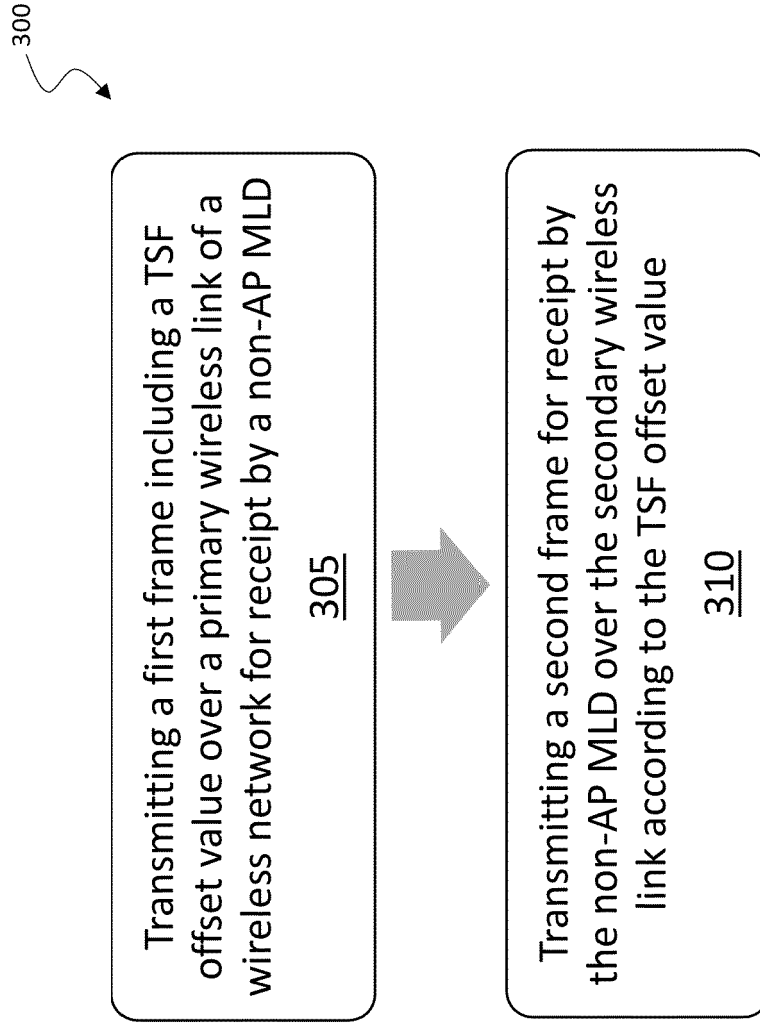 300
Transmitting a first frame including a TSF
offset value over a primary wireless link of a
wireless network for receipt by a non-AP MLD
305
Transmitting a second frame for receipt by
the non-AP MLD over the secondary wireless
link according to the TSF offset value
310